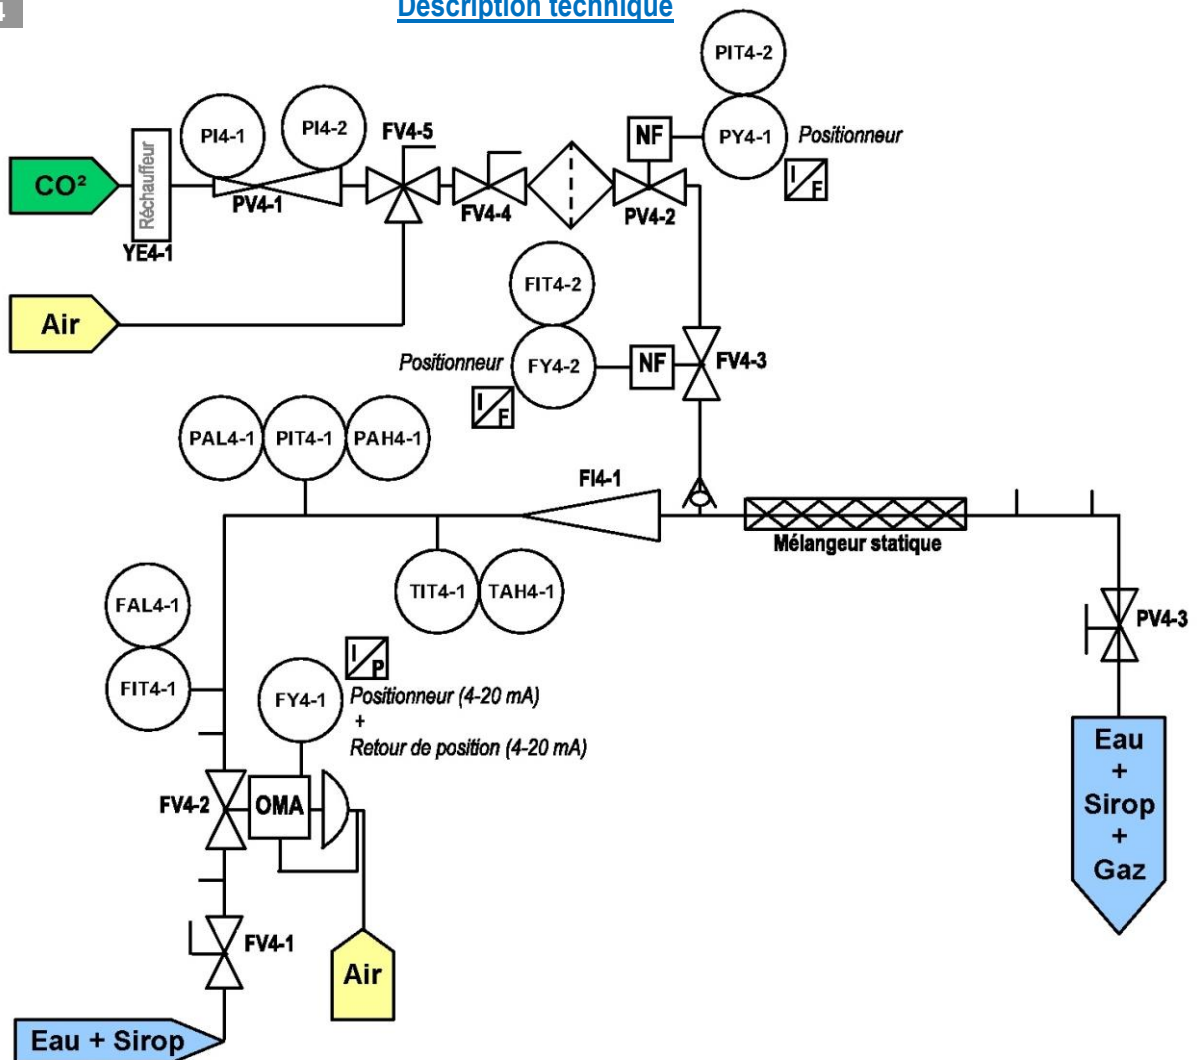 4
Description technique
PIT4-2
PI4-1
PI4-2
FV4-5
NF
PY4-1
Positionneur
CO²
Réchauffeur
PV4-1
FV4-4
PV4-2
I/F
YE4-1
FIT4-2
Air
Positionneur
FY4-2
NF
FV4-3
I/F
PAL4-1
PIT4-1
PAH4-1
FI4-1
Mélangeur statique
FAL4-1
TIT4-1
TAH4-1
PV4-3
I/P
FIT4-1
FY4-1
Positionneur (4-20 mA)
+
Retour de position (4-20 mA)
Eau
+
Sirop
+
Gaz
FV4-2
OMA
FV4-1
Air
Eau + Sirop